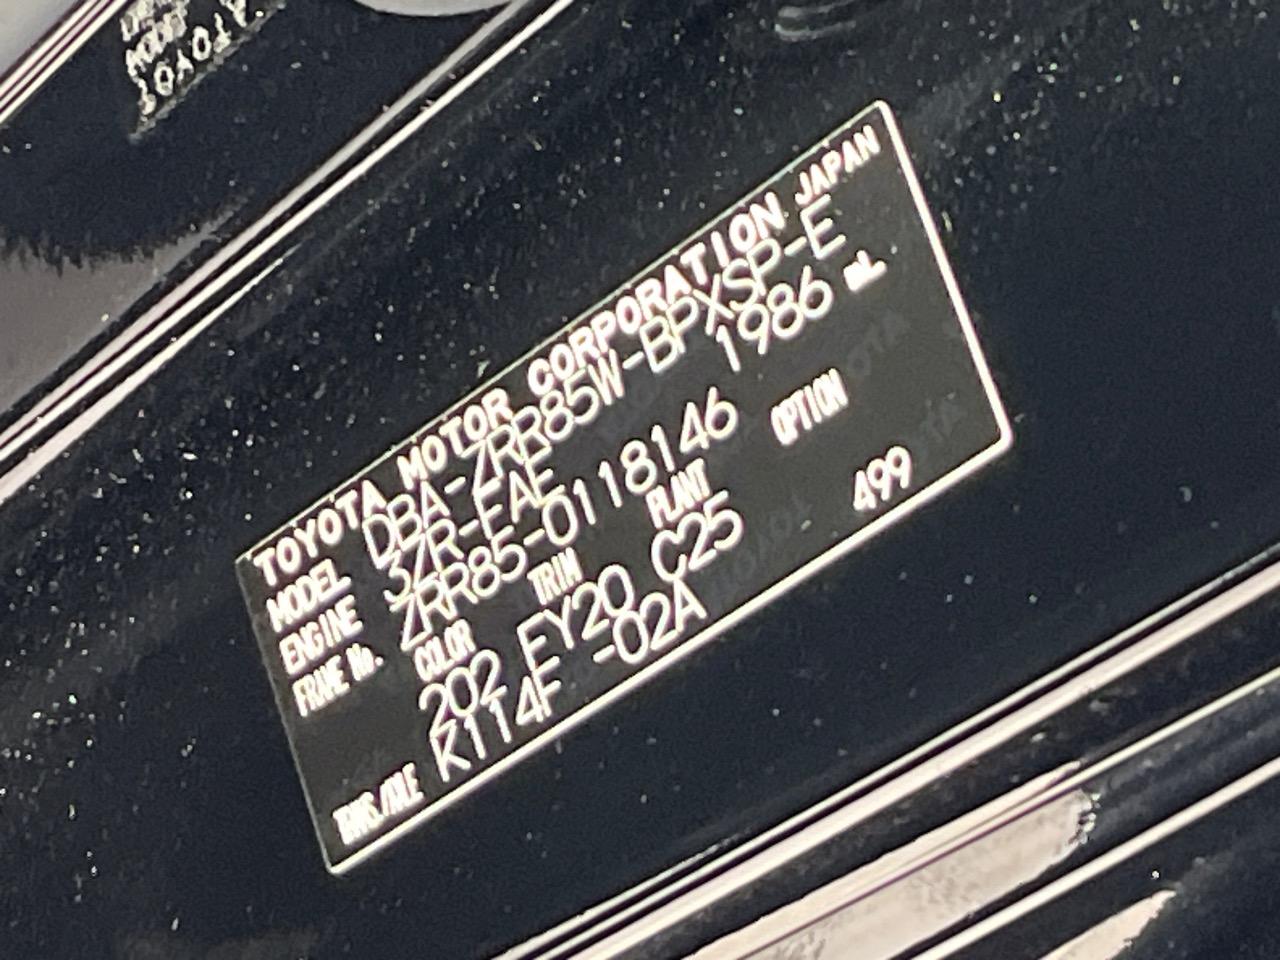 TOYOTA MOTOR CORPORATION JAPAN
MODEL DBA-ZRR85W-BPXSP-E
ENGINE 3ZR-FAE 1986 mL
FRAME No. ZRR85-0118146
COLOR TRIM PLANT OPTION
202 EY20 C25 499
TRANS./AXLE K114F -02A